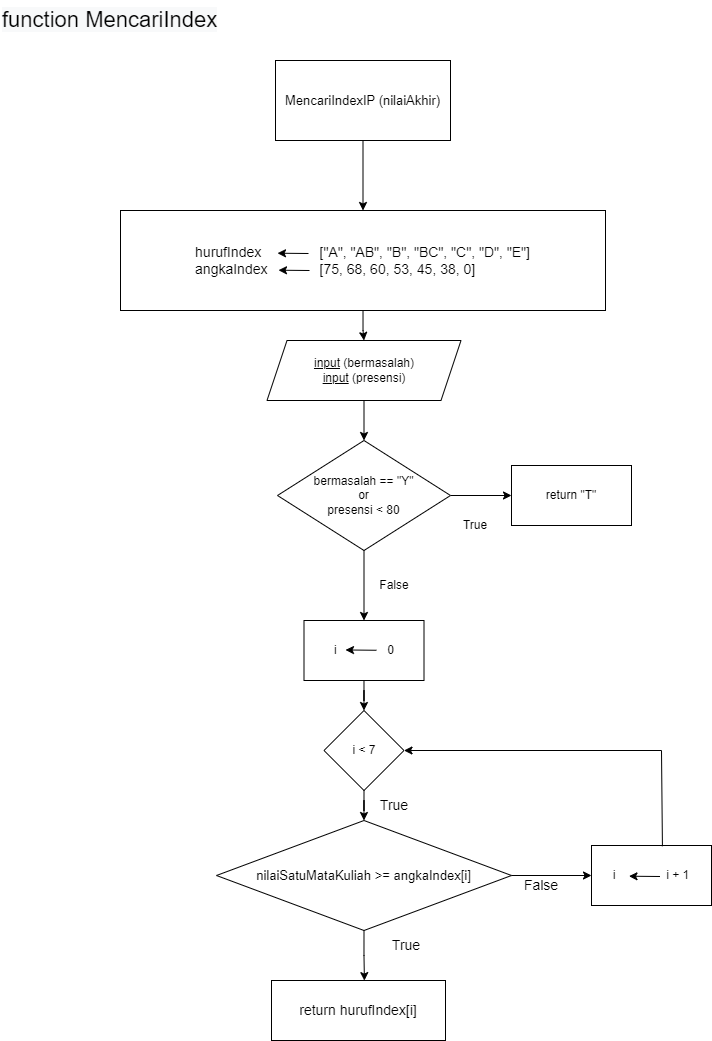 function MencariIndex
MencariIndexIP (nilaiAkhir)
hurufIndex ["A", "AB", "B", "BC", "C", "D", "E"]
angkaIndex [75, 68, 60, 53, 45, 38, 0]
input (bermasalah)
input (presensi)
bermasalah == "Y"
or
presensi < 80
return "T"
True
False
i 0
i < 7
True
nilaiSatuMataKuliah >= angkaIndex[i]
i i + 1
False
True
return hurufIndex[i]